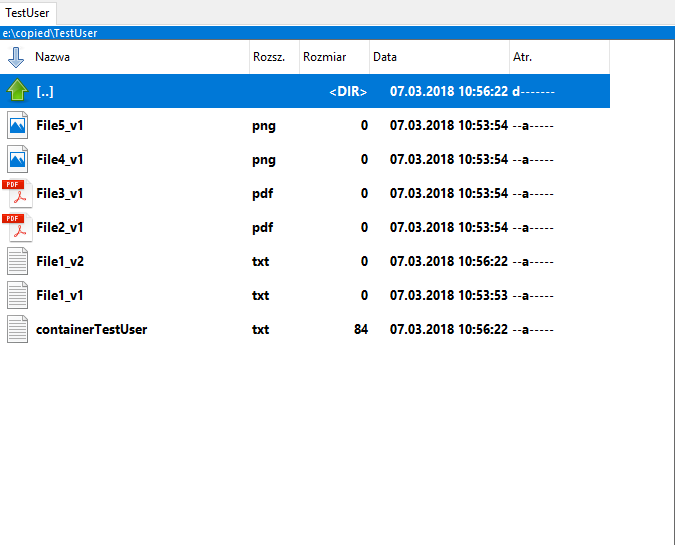 TestUser
e:\copied\TestUser
Nazwa Rozsz. Rozmiar Data Atr.
[..] <DIR> 07.03.2018 10:56:22 d-------
File5_v1 png 0 07.03.2018 10:53:54 --a-----
File4_v1 png 0 07.03.2018 10:53:54 --a-----
PDF File3_v1 pdf 0 07.03.2018 10:53:54 --a-----
PDF File2_v1 pdf 0 07.03.2018 10:53:54 --a-----
File1_v2 txt 0 07.03.2018 10:56:22 --a-----
File1_v1 txt 0 07.03.2018 10:53:53 --a-----
containerTestUser txt 84 07.03.2018 10:56:22 --a-----